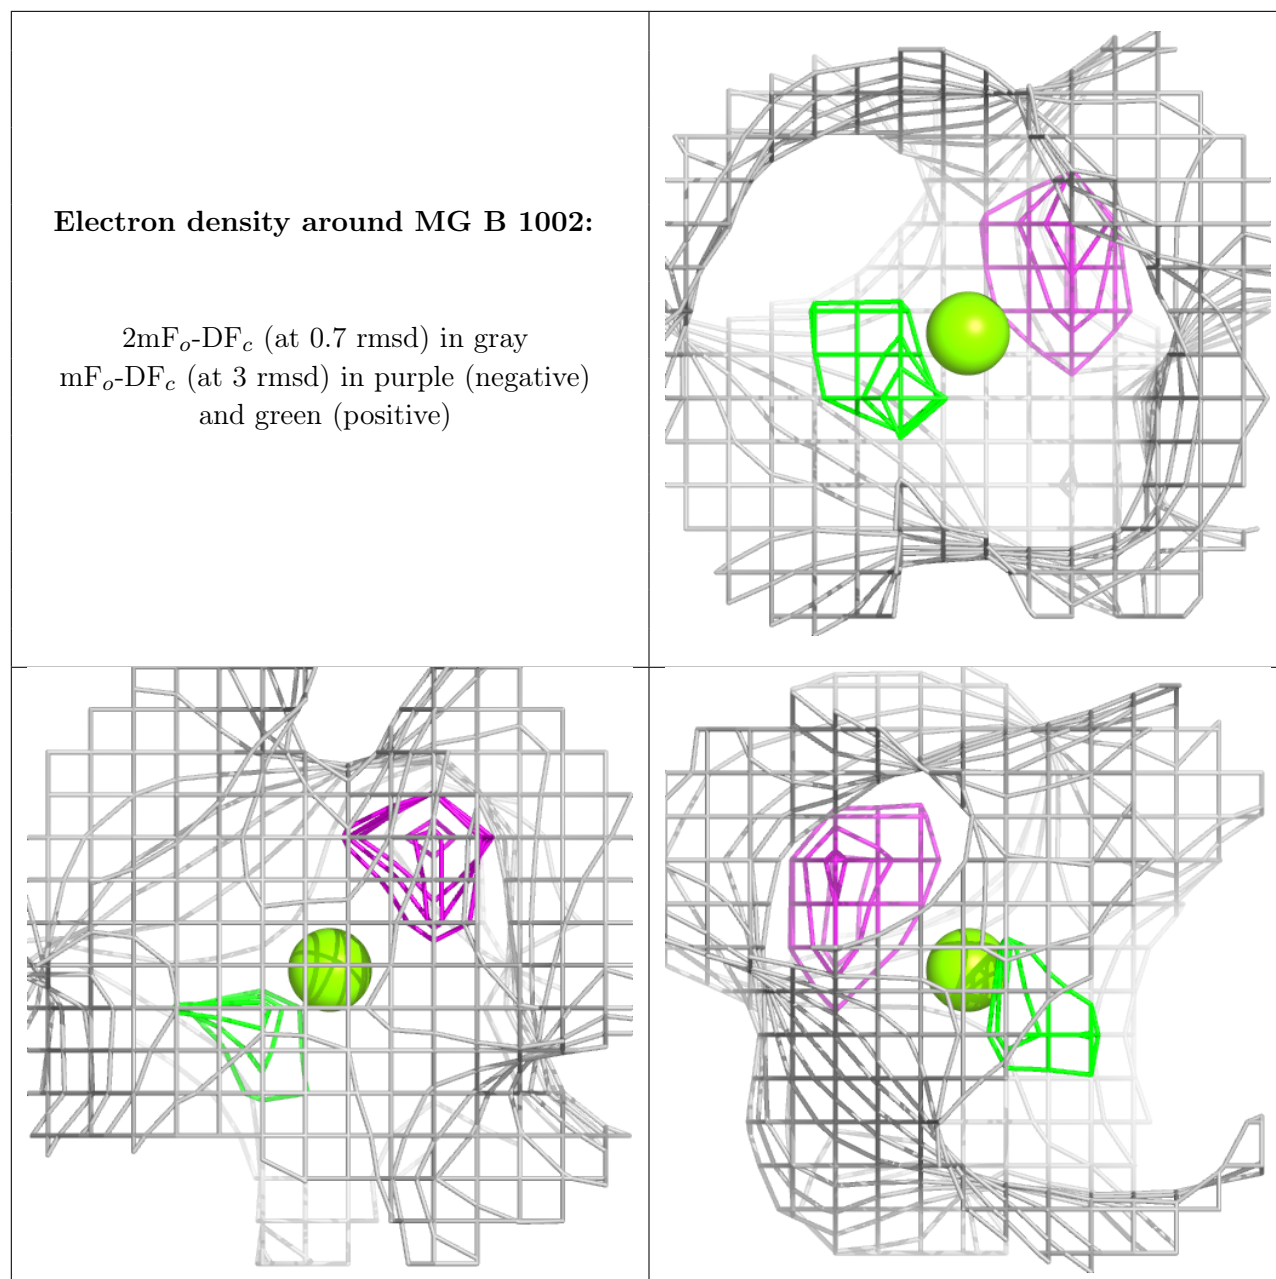 Electron density around MG B 1002:
2mFo-DFc (at 0.7 rmsd) in gray
mFo-DFc (at 3 rmsd) in purple (negative)
and green (positive)